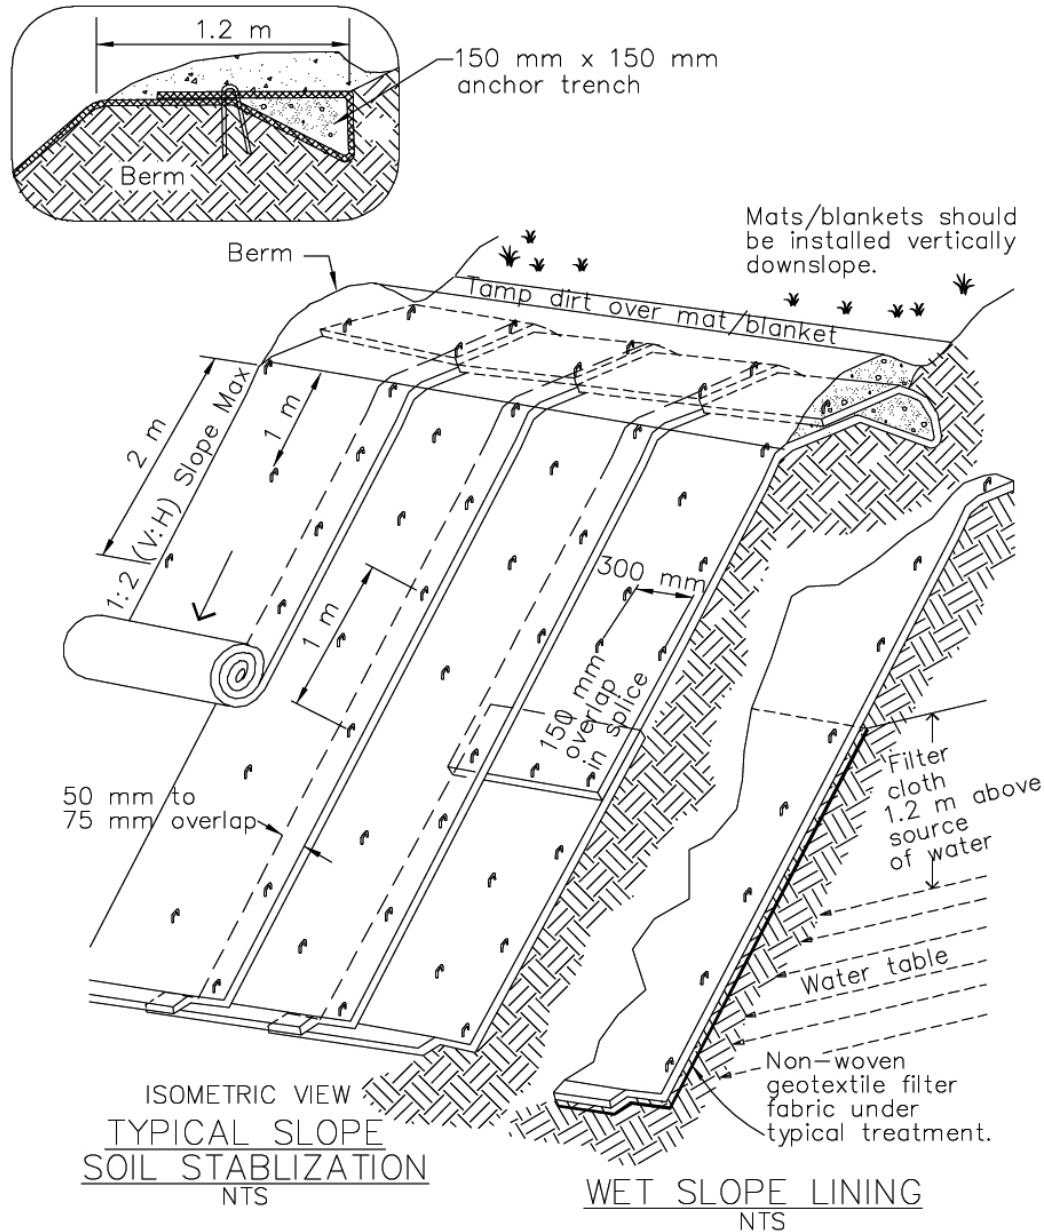 1.2 m
150 mm x 150 mm
anchor trench
Berm
Mats/blankets should
be installed vertically
downslope.
Berm
Tamp dirt over mat/blanket
2 m
1:2 (V:H) Slope Max
1 m
1 m
300 mm
150 mm
overlap
in splice
50 mm to
75 mm overlap
Filter
cloth
1.2 m above
source
of water
Water table
Non-woven
geotextile filter
fabric under
typical treatment.
ISOMETRIC VIEW
TYPICAL SLOPE
SOIL STABLIZATION
NTS
WET SLOPE LINING
NTS